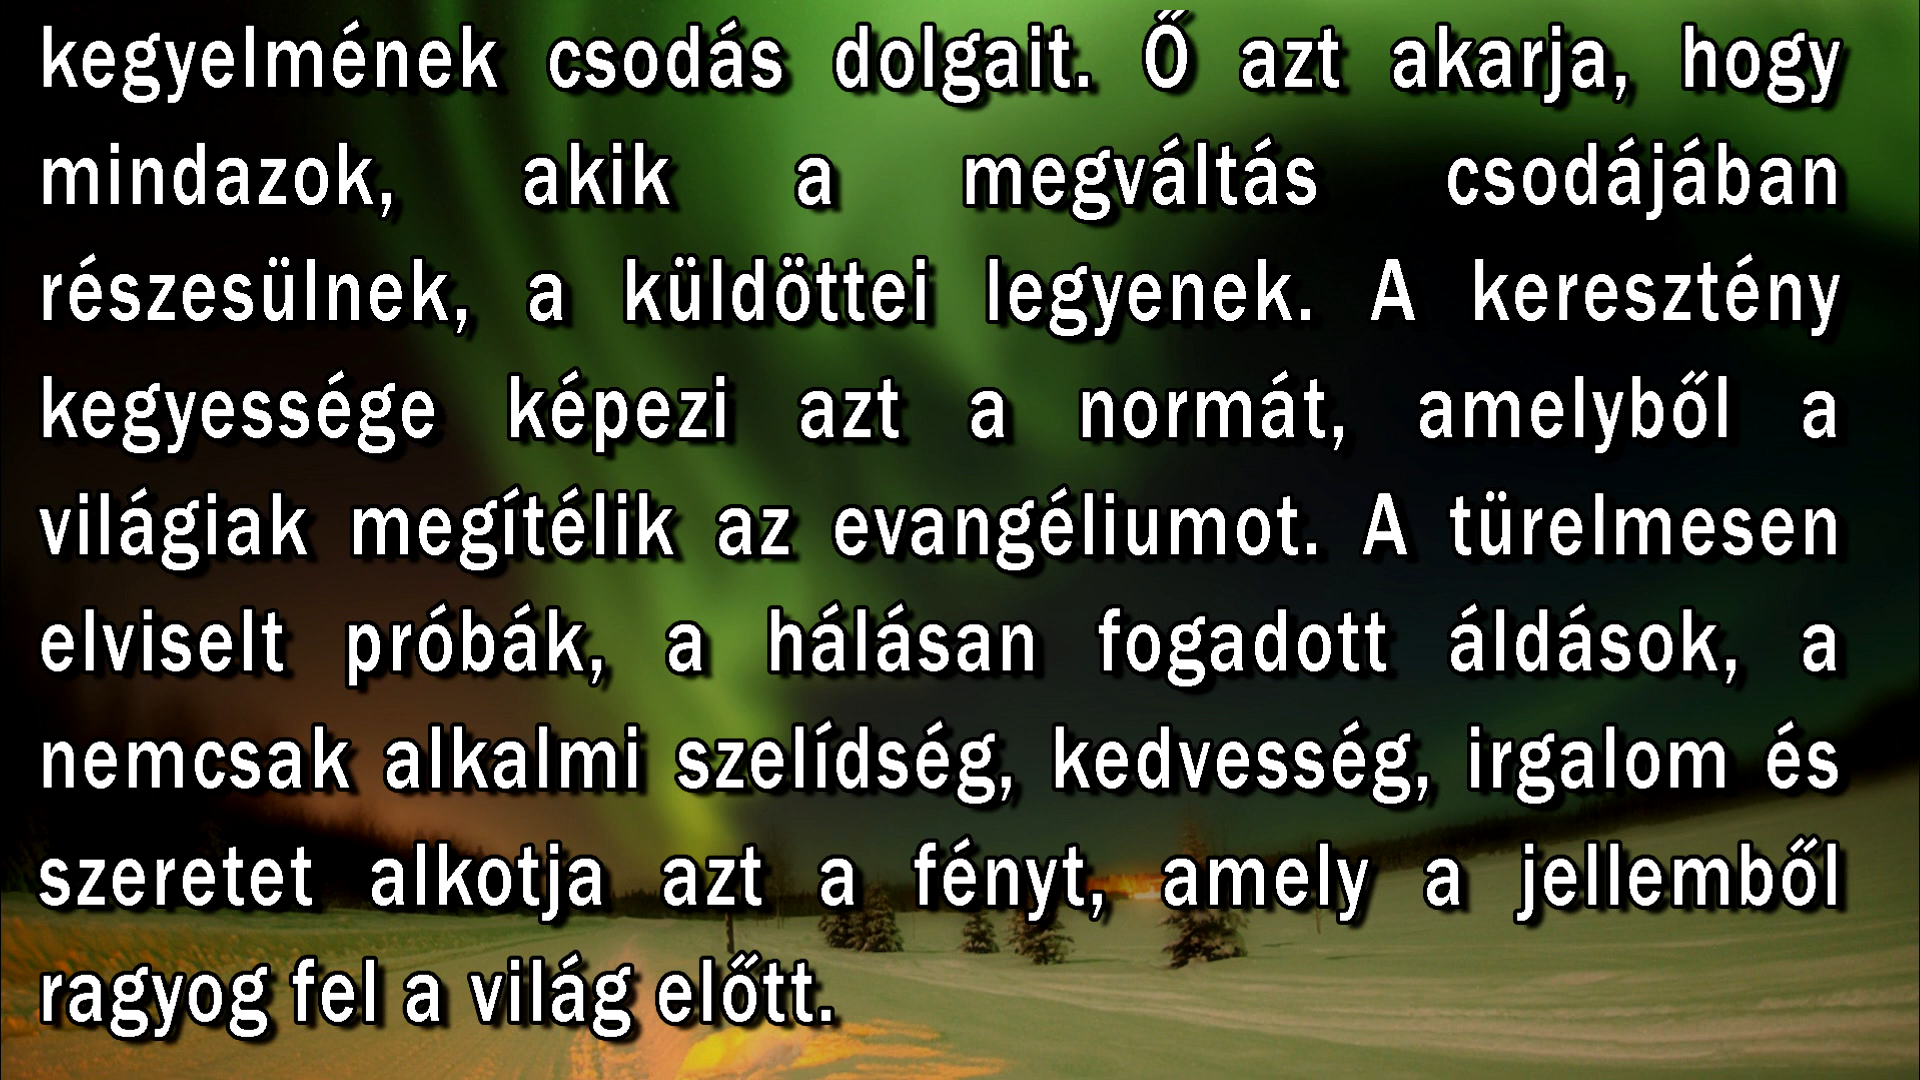 kegyelmének csodás dolgait. Ő azt akarja, hogy
mindazok, akik a megváltás csodájában
részesülnek, a küldöttei legyenek. A keresztény
kegyessége képezi azt a normát, amelyből a
világiak megítélik az evangéliumot. A türelmesen
elviselt próbák, a hálásan fogadott áldások, a
nemcsak alkalmi szelídség, kedvesség, irgalom és
szeretet alkotja azt a fényt, amely a jellemből
ragyog fel a világ előtt.